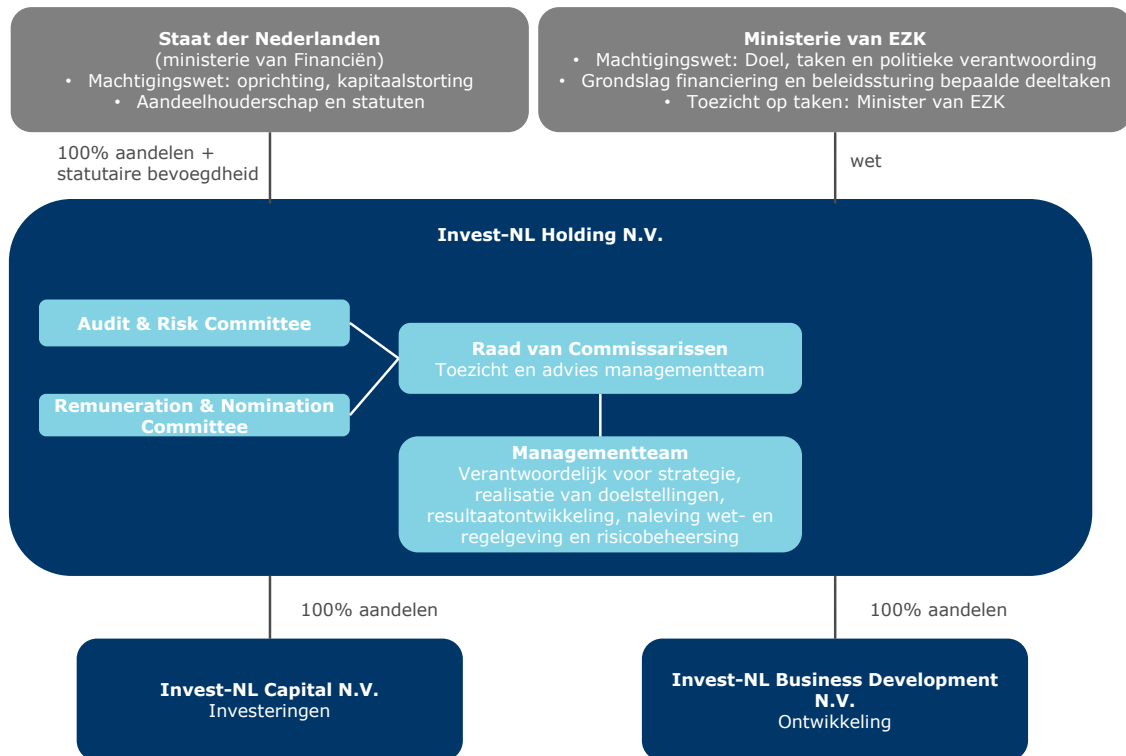 Staat der Nederlanden
(ministerie van Financiën)
• Machtigingswet: oprichting, kapitaalstorting
• Aandeelhouderschap en statuten
Ministerie van EZK
• Machtigingswet: Doel, taken en politieke verantwoording
• Grondslag financiering en beleidssturing bepaalde deeltaken
• Toezicht op taken: Minister van EZK
100% aandelen +
statutaire bevoegdheid
wet
Invest-NL Holding N.V.
Audit & Risk Committee
Remuneration & Nomination
Committee
Raad van Commissarissen
Toezicht en advies managementteam
Managementteam
Verantwoordelijk voor strategie,
realisatie van doelstellingen,
resultaatontwikkeling, naleving wet- en
regelgeving en risicobeheersing
100% aandelen
100% aandelen
Invest-NL Capital N.V.
Investeringen
Invest-NL Business Development
N.V.
Ontwikkeling